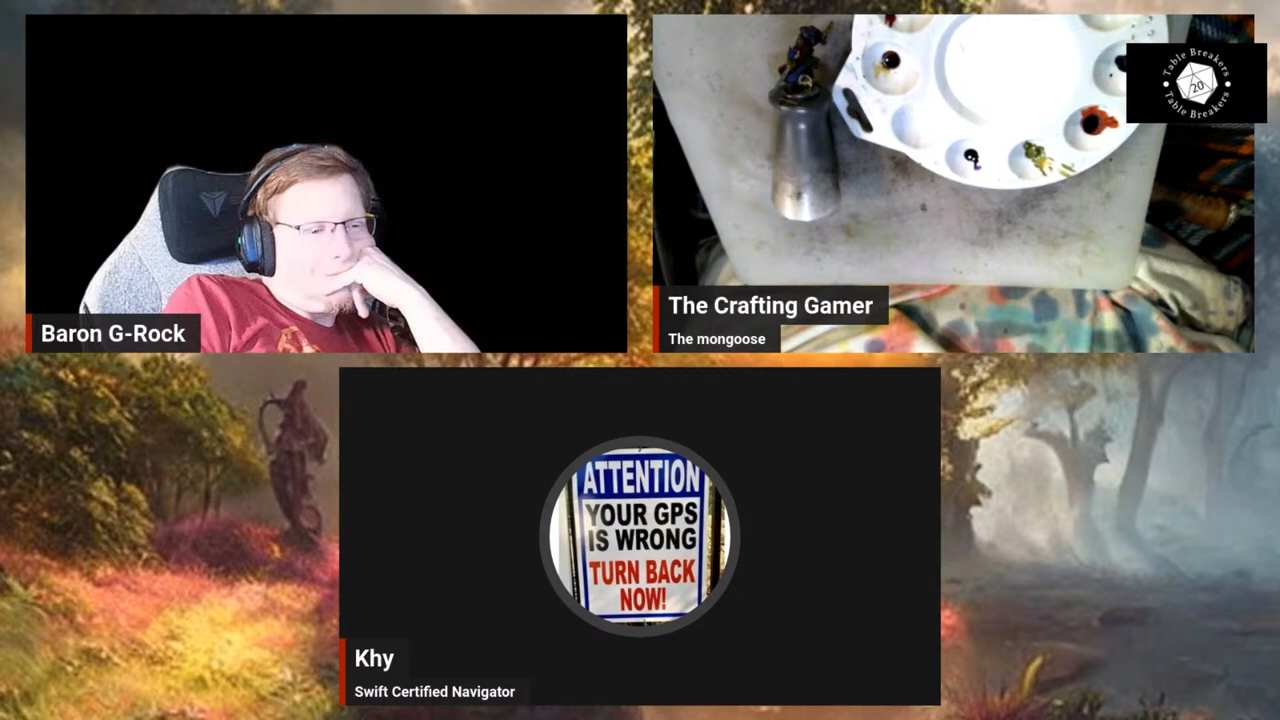 Baron G-Rock
The Crafting Gamer
The mongoose
Table Breakers
20
Table Breakers
ATTENTION
YOUR GPS
IS WRONG
TURN BACK
NOW!
Khy
Swift Certified Navigator